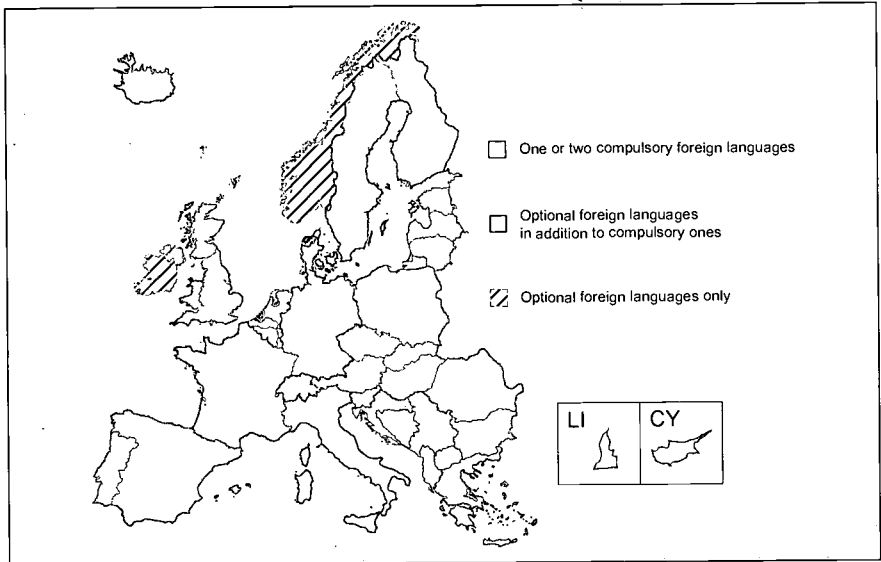 One or two compulsory foreign languages
Optional foreign languages
in addition to compulsory ones
Optional foreign languages only
LI
CY